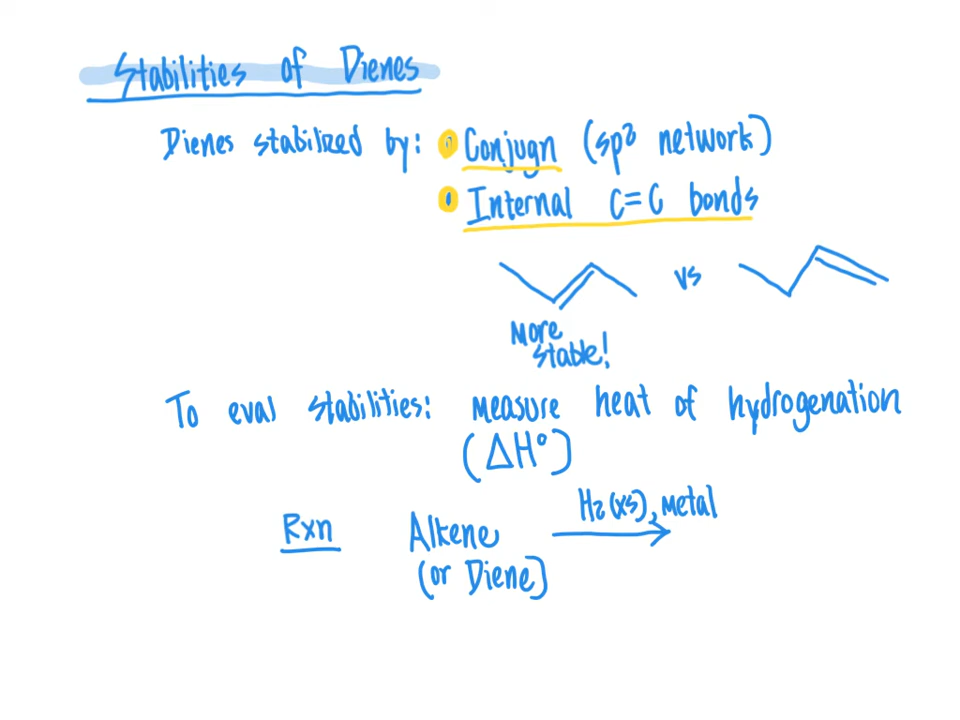 Stabilities of Dienes
Dienes stabilized by: Conjugn (sp² network)
Internal C=C bonds
vs
More
stable!
To eval stabilities: measure heat of hydrogenation
(ΔH°)
H₂(xs), metal
Rxn Alkene
(or Diene)